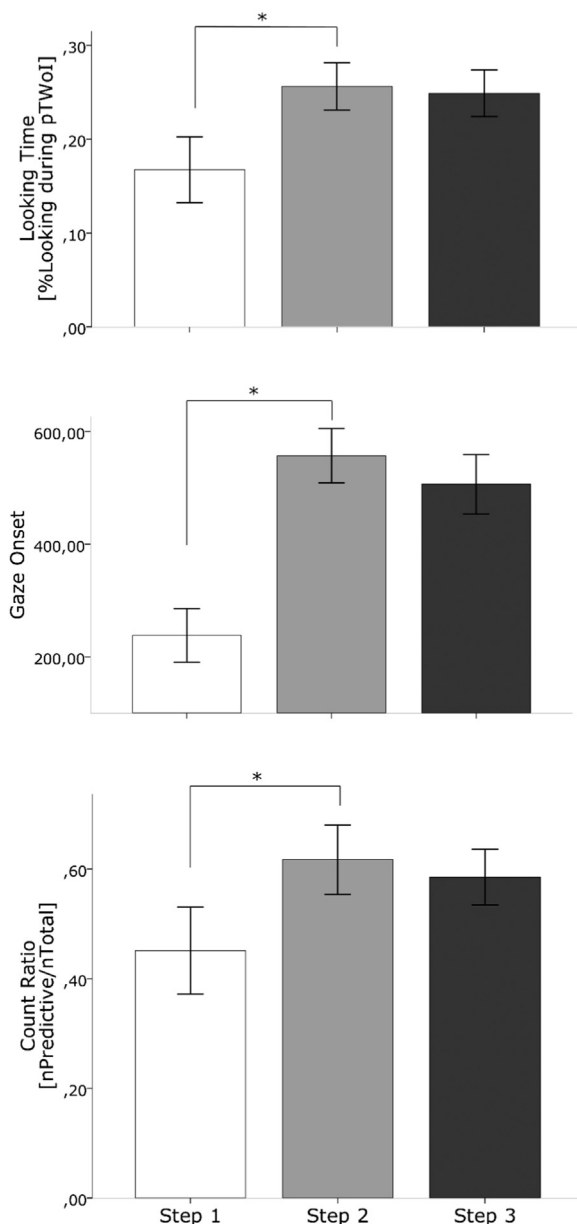 *
,30
,20
,10
,00
Looking Time
[%Looking during pTWoI]
*
600,00
400,00
200,00
Gaze Onset
*
,60
,40
,20
,00
Count Ratio
[nPredictive/nTotal]
Step 1 Step 2 Step 3